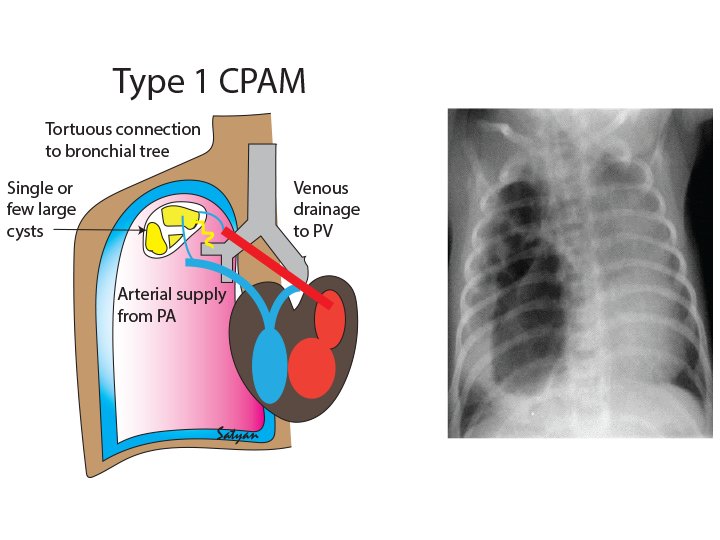 Type 1 CPAM
Tortuous connection
to bronchial tree
Single or
few large
cysts
Venous
drainage
to PV
Arterial supply
from PA
Satyan